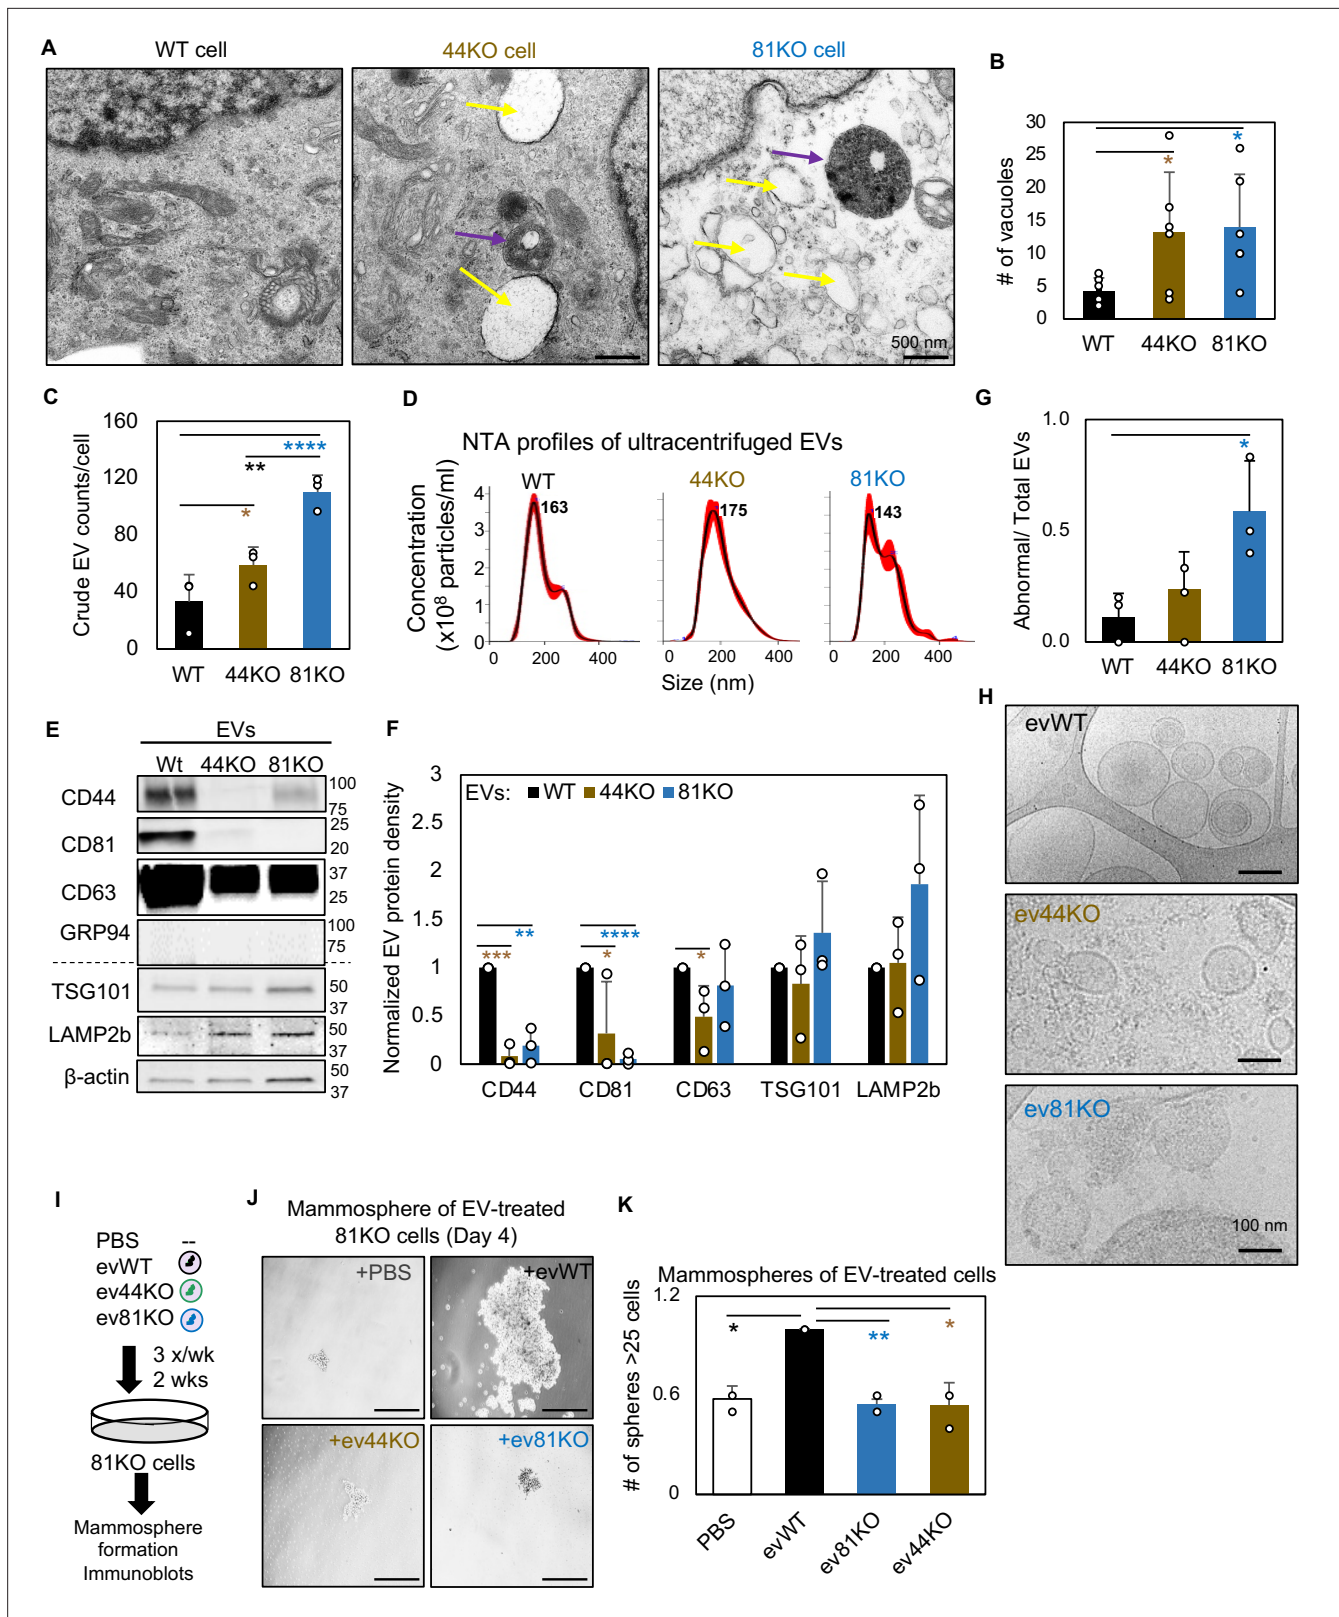 A
WT cell
44KO cell
81KO cell
500 nm
B
# of vacuoles
30
25
20
15
10
5
0
*
*
WT
44KO
81KO
C
Crude EV counts/cell
160
120
80
40
0
****
**
*
WT
44KO
81KO
D
NTA profiles of ultracentrifuged EVs
Concentration
(x10⁸ particles/ml)
4
3
2
1
0
WT
163
44KO
175
81KO
143
0 200 400
0 200 400
0 200 400
Size (nm)
G
Abnormal/ Total EVs
1.0
0.5
0.0
*
WT
44KO
81KO
E
EVs
Wt 44KO 81KO
CD44
100
75
CD81
25
20
CD63
37
25
GRP94
100
75
TSG101
50
37
LAMP2b
50
37
β-actin
50
37
F
Normalized EV protein density
3
2.5
2
1.5
1
0.5
0
EVs: WT 44KO 81KO
**
***
****
*
*
CD44
CD81
CD63
TSG101
LAMP2b
H
evWT
ev44KO
ev81KO
100 nm
I
PBS --
evWT
ev44KO
ev81KO
3 x/wk
2 wks
81KO cells
Mammosphere
formation
Immunoblots
J
Mammosphere of EV-treated
81KO cells (Day 4)
+PBS
+evWT
+ev44KO
+ev81KO
K
Mammospheres of EV-treated cells
# of spheres >25 cells
1.2
0.6
0
*
**
*
PBS
evWT
ev81KO
ev44KO